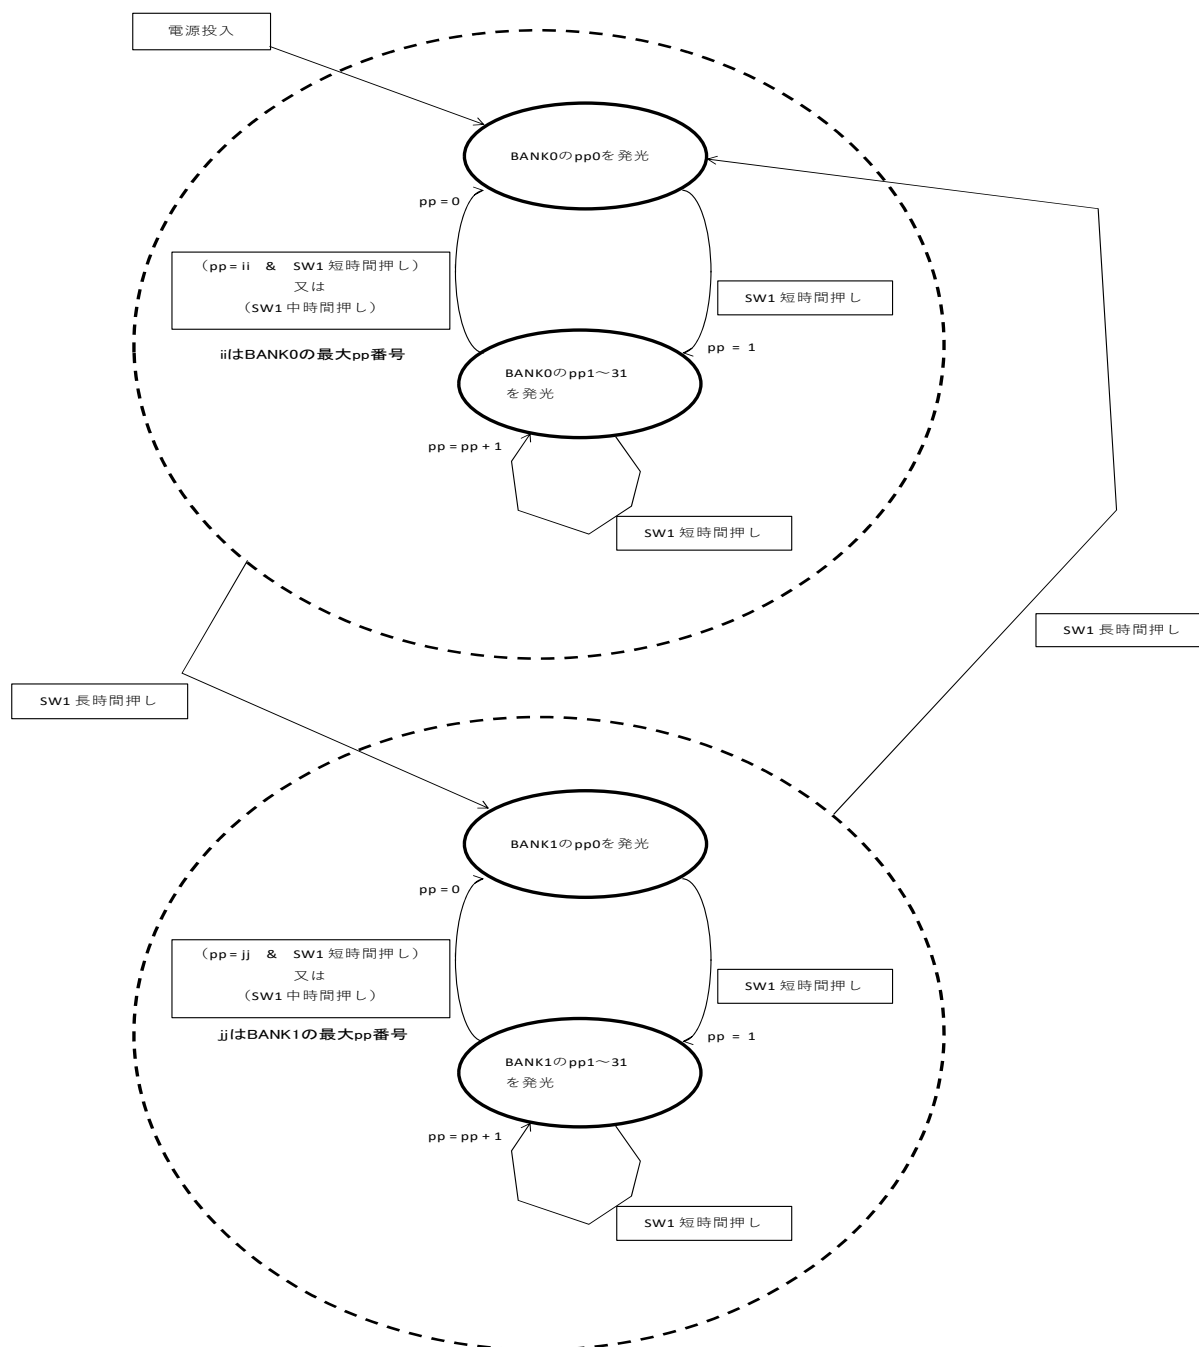 電源投入
BANK0のpp0を発光
pp = 0
（pp = ii　&　SW1 短時間押し）
又は
（SW1 中時間押し）
SW1 短時間押し
iiはBANK0の最大pp番号
pp = 1
BANK0のpp1～31
を発光
pp = pp + 1
SW1 短時間押し
SW1 長時間押し
SW1 長時間押し
BANK1のpp0を発光
pp = 0
（pp = jj　&　SW1 短時間押し）
又は
（SW1 中時間押し）
SW1 短時間押し
jjはBANK1の最大pp番号
pp = 1
BANK1のpp1～31
を発光
pp = pp + 1
SW1 短時間押し